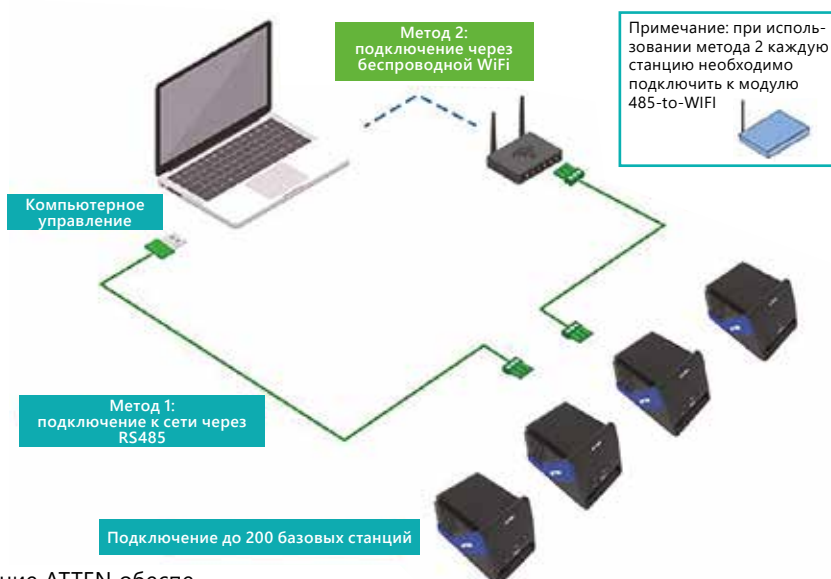 Метод 2:
подключение через
беспроводной WiFi
Примечание: при исполь-
зовании метода 2 каждую
станцию необходимо
подключить к модулю
485-to-WIFI
Компьютерное
управление
Метод 1:
подключение к сети через
RS485
Подключение до 200 базовых станций